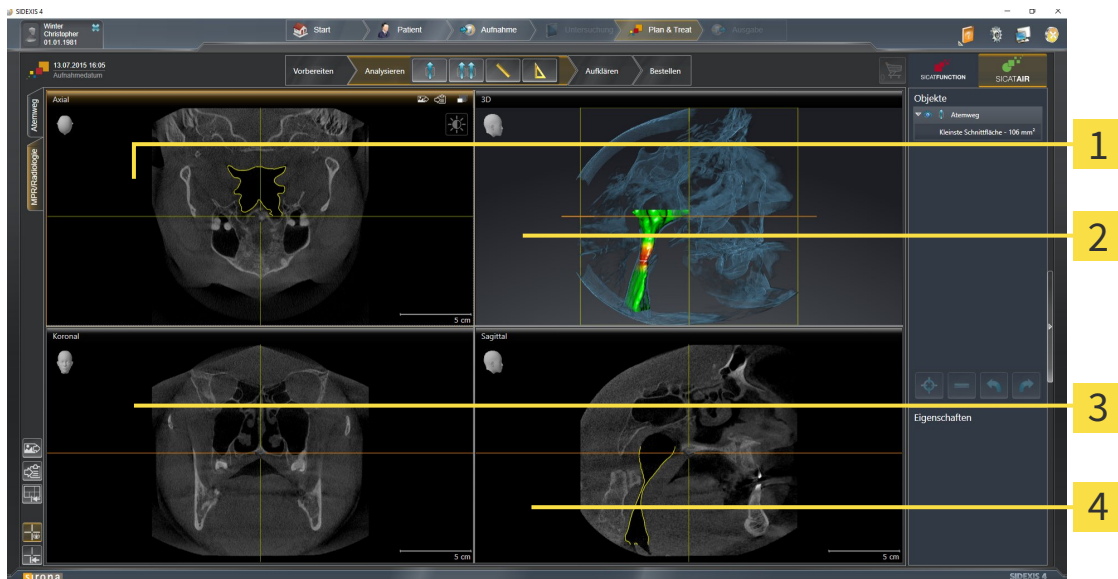 SIDEXIS 4
Winter
Christopher
01.01.1981
Start
Patient
Aufnahme
Untersuchung
Plan & Treat
Ausgabe
13.07.2015 16:05
Aufnahmedatum
Vorbereiten
Analysieren
Aufklären
Bestellen
SICATFUNCTION
SICATAIR
Atemweg
MPR/Radiologie
Axial
5 cm
3D
Koronal
5 cm
Sagittal
5 cm
Objekte
Atemweg
Kleinste Schnittfläche - 106 mm²
Eigenschaften
1
2
3
4
sirona
SIDEXIS 4